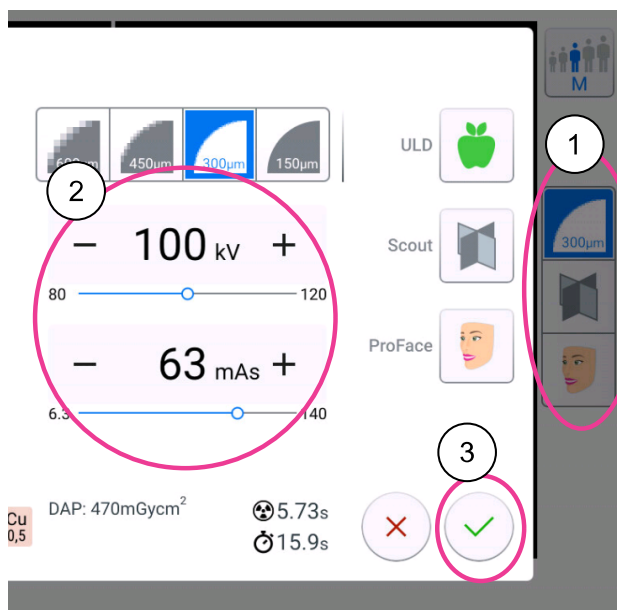 M
600µm 450µm 300µm 150µm
ULD
1
2
300µm
− 100 kV +
Scout
80 120
ProFace
− 63 mAs +
6.3 140
3
Cu
0,5
DAP: 470mGycm²
5.73s
15.9s